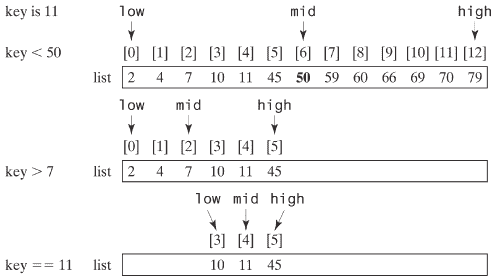 key is 11 low mid high
key < 50 [0] [1] [2] [3] [4] [5] [6] [7] [8] [9] [10] [11] [12]
list 2 4 7 10 11 45 50 59 60 66 69 70 79
low mid high
[0] [1] [2] [3] [4] [5]
key > 7 list 2 4 7 10 11 45
low mid high
[3] [4] [5]
key == 11 list 10 11 45